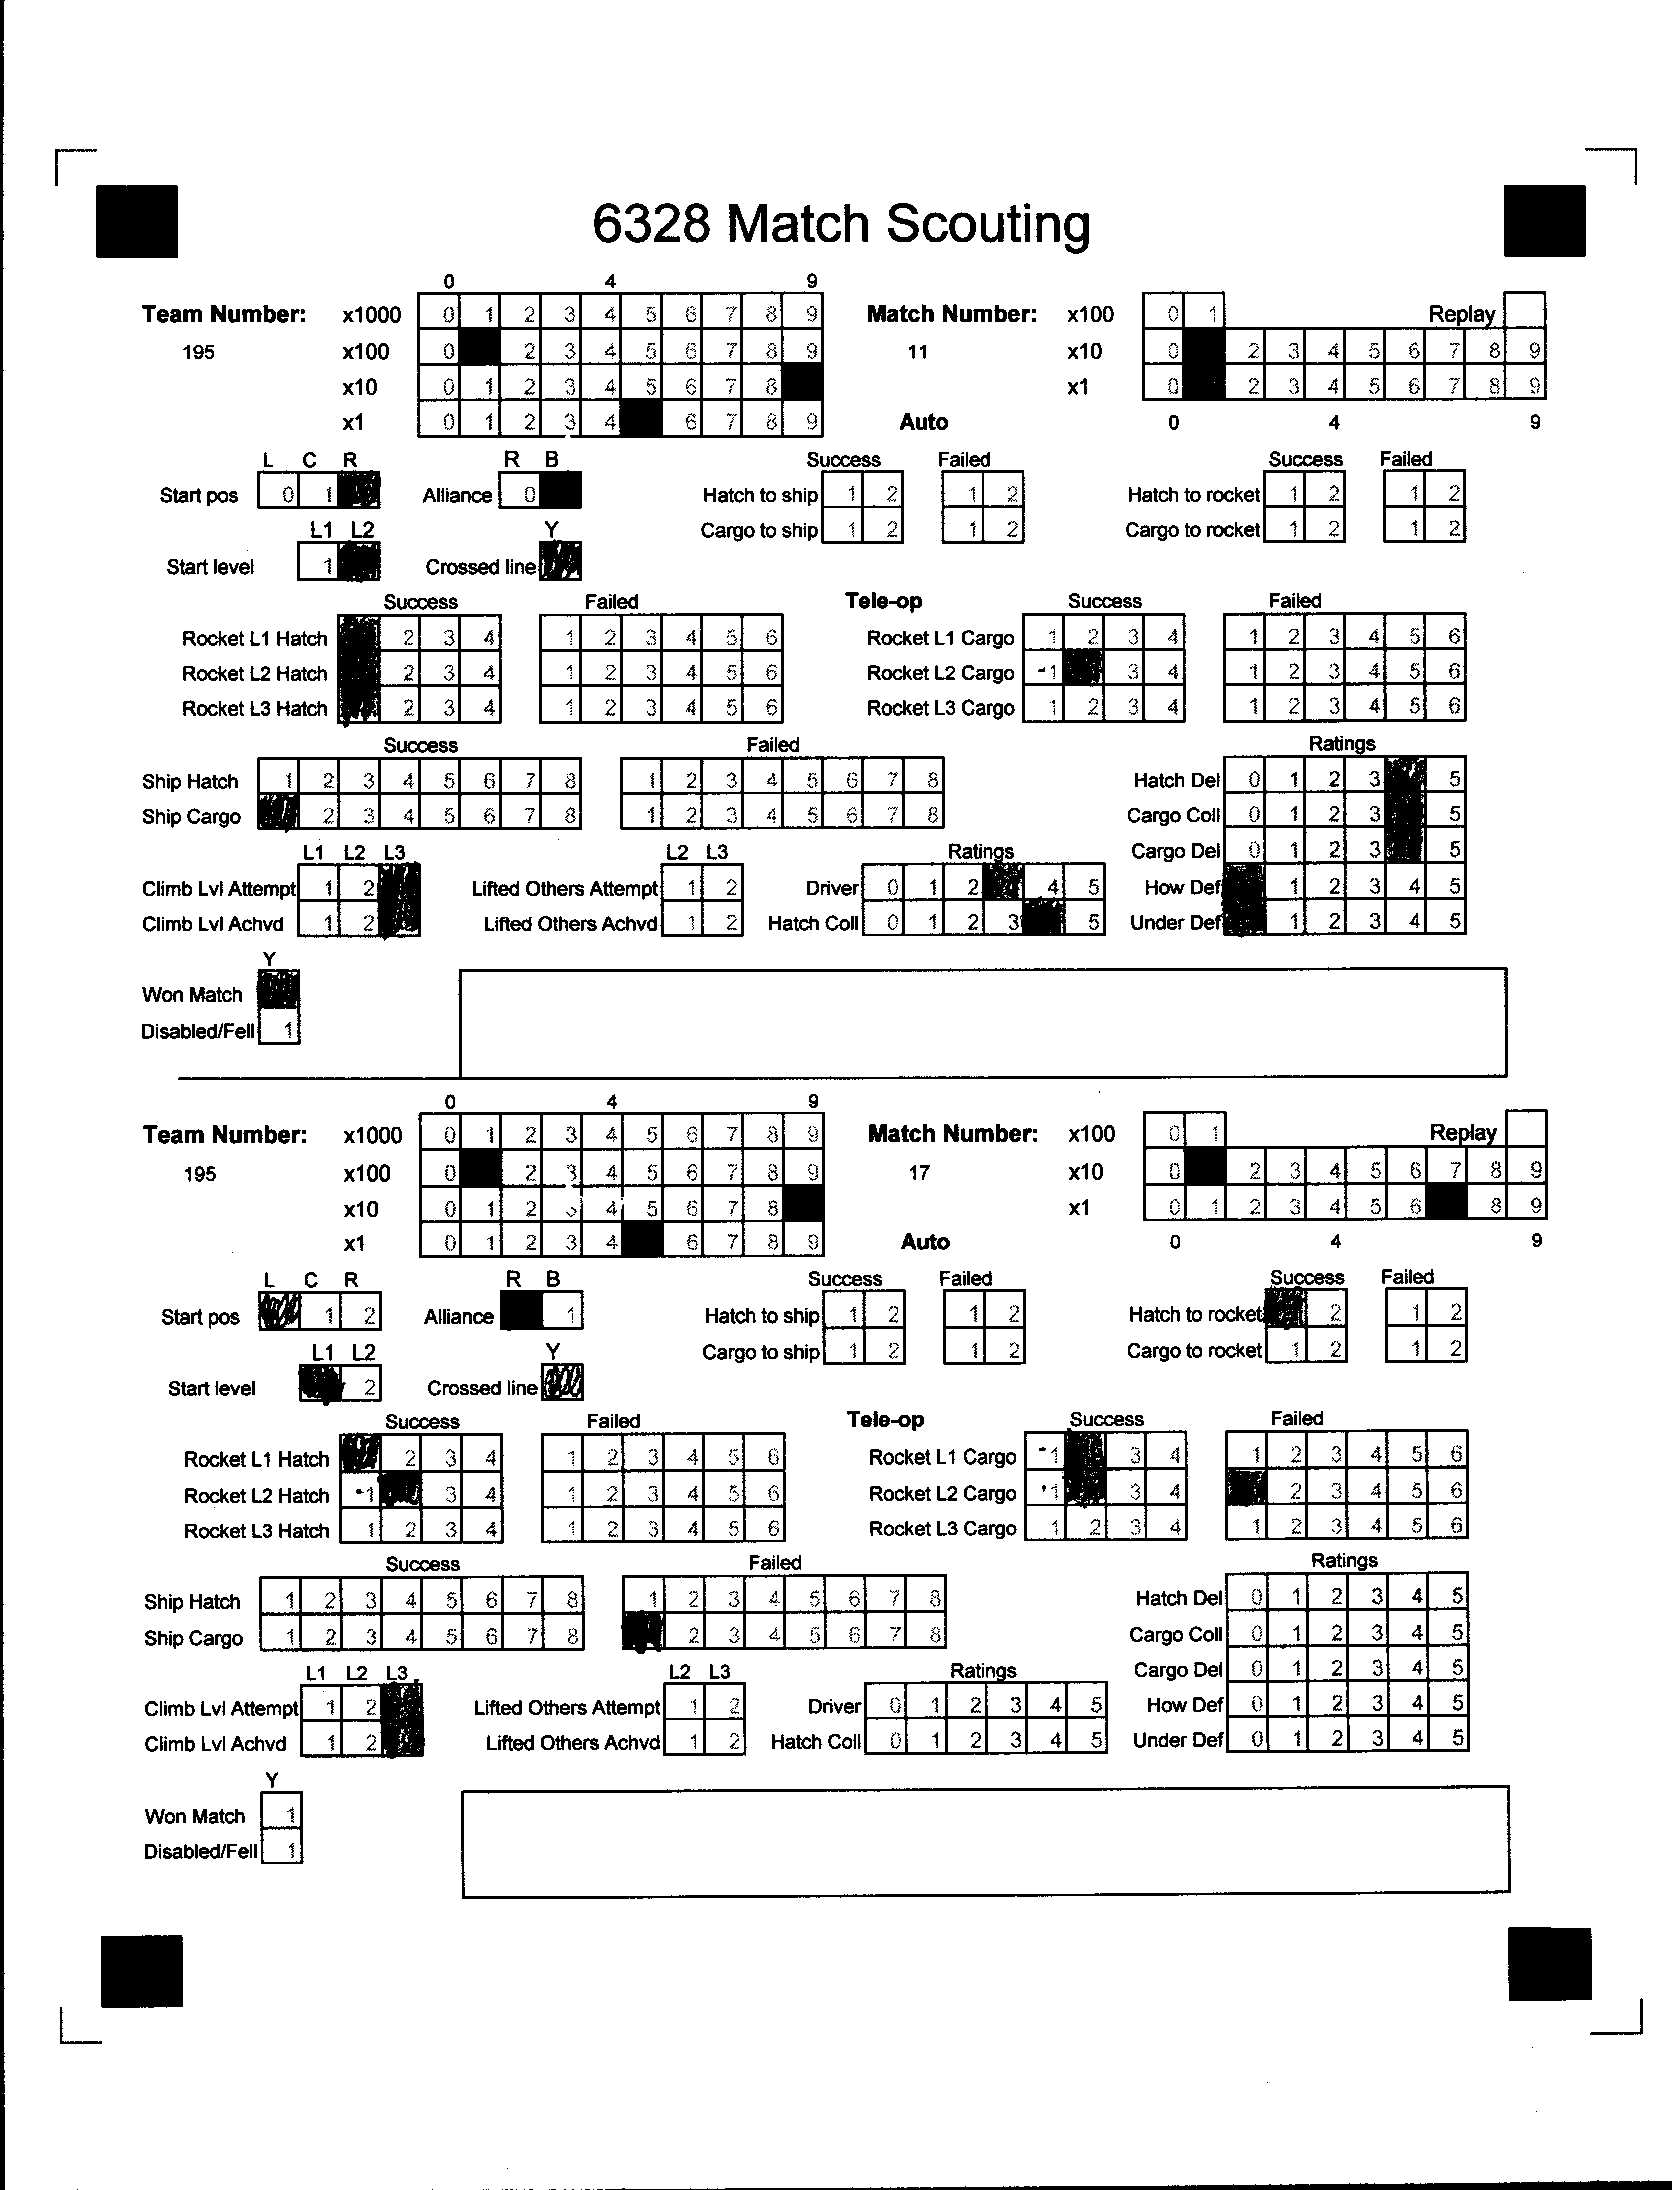 6328 Match Scouting
0 4 9
Team Number: x1000 0 1 2 3 4 5 6 7 8 9 Match Number: x100 0 1 Replay
195 x100 0 2 3 4 5 6 7 8 9 11 x10 0 2 3 4 5 6 7 8 9
x10 0 1 2 3 4 5 6 7 8 x1 0 2 3 4 5 6 7 8 9
x1 0 1 2 3 4 6 7 8 9 Auto 0 4 9
L C R R B Success Failed Success Failed
Start pos 0 1 Alliance 0 Hatch to ship 1 2 1 2 Hatch to rocket 1 2 1 2
L1 L2 Y Cargo to ship 1 2 1 2 Cargo to rocket 1 2 1 2
Start level 1 Crossed line
Success Failed Tele-op Success Failed
Rocket L1 Hatch 2 3 4 1 2 3 4 5 6 Rocket L1 Cargo 1 2 3 4 1 2 3 4 5 6
Rocket L2 Hatch 2 3 4 1 2 3 4 5 6 Rocket L2 Cargo 1 3 4 1 2 3 4 5 6
Rocket L3 Hatch 2 3 4 1 2 3 4 5 6 Rocket L3 Cargo 1 2 3 4 1 2 3 4 5 6
Success Failed Ratings
Ship Hatch 1 2 3 4 5 6 7 8 1 2 3 4 5 6 7 8 Hatch Del 0 1 2 3 5
Ship Cargo 2 3 4 5 6 7 8 1 2 3 4 5 6 7 8 Cargo Coll 0 1 2 3 5
L1 L2 L3 L2 L3 Ratings Cargo Del 0 1 2 3 5
Climb Lvl Attempt 1 2 Lifted Others Attempt 1 2 Driver 0 1 2 4 5 How Def 1 2 3 4 5
Climb Lvl Achvd 1 2 Lifted Others Achvd 1 2 Hatch Coll 0 1 2 3 5 Under Def 1 2 3 4 5
Y
Won Match
Disabled/Fell 1
0 4 9
Team Number: x1000 0 1 2 3 4 5 6 7 8 9 Match Number: x100 0 1 Replay
195 x100 0 2 3 4 5 6 7 8 9 17 x10 0 2 3 4 5 6 7 8 9
x10 0 1 2 3 4 5 6 7 8 x1 0 1 2 3 4 5 6 8 9
x1 0 1 2 3 4 6 7 8 9 Auto 0 4 9
L C R R B Success Failed Success Failed
Start pos 1 2 Alliance 1 Hatch to ship 1 2 1 2 Hatch to rocket 2 1 2
L1 L2 Y Cargo to ship 1 2 1 2 Cargo to rocket 1 2 1 2
Start level 2 Crossed line
Success Failed Tele-op Success Failed
Rocket L1 Hatch 2 3 4 1 2 3 4 5 6 Rocket L1 Cargo 1 3 4 1 2 3 4 5 6
Rocket L2 Hatch 1 3 4 1 2 3 4 5 6 Rocket L2 Cargo 1 3 4 2 3 4 5 6
Rocket L3 Hatch 1 2 3 4 1 2 3 4 5 6 Rocket L3 Cargo 1 2 3 4 1 2 3 4 5 6
Success Failed Ratings
Ship Hatch 1 2 3 4 5 6 7 8 1 2 3 4 5 6 7 8 Hatch Del 0 1 2 3 4 5
Ship Cargo 1 2 3 4 5 6 7 8 2 3 4 5 6 7 8 Cargo Coll 0 1 2 3 4 5
L1 L2 L3 L2 L3 Ratings Cargo Del 0 1 2 3 4 5
Climb Lvl Attempt 1 2 Lifted Others Attempt 1 2 Driver 0 1 2 3 4 5 How Def 0 1 2 3 4 5
Climb Lvl Achvd 1 2 Lifted Others Achvd 1 2 Hatch Coll 0 1 2 3 4 5 Under Def 0 1 2 3 4 5
Y
Won Match 1
Disabled/Fell 1